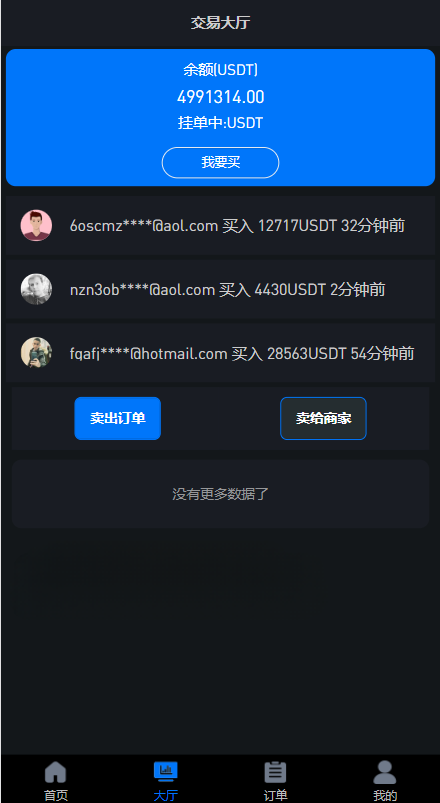 交易大厅
余额(USDT)
4991314.00
挂单中:USDT
我要买
6oscmz****@aol.com 买入 12717USDT 32分钟前
nzn3ob****@aol.com 买入 4430USDT 2分钟前
fqafj****@hotmail.com 买入 28563USDT 54分钟前
卖出订单 卖给商家
没有更多数据了
首页 大厅 订单 我的